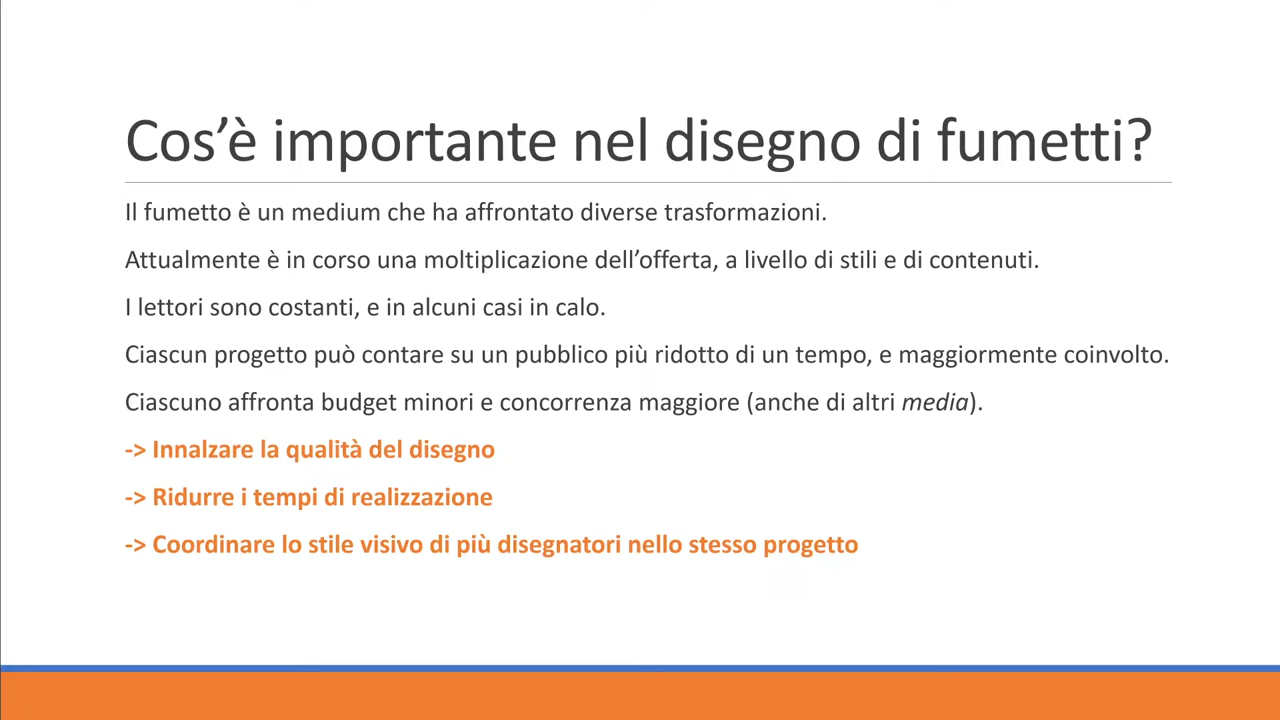 Cos’è importante nel disegno di fumetti?
Il fumetto è un medium che ha affrontato diverse trasformazioni.
Attualmente è in corso una moltiplicazione dell’offerta, a livello di stili e di contenuti.
I lettori sono costanti, e in alcuni casi in calo.
Ciascun progetto può contare su un pubblico più ridotto di un tempo, e maggiormente coinvolto.
Ciascuno affronta budget minori e concorrenza maggiore (anche di altri media).
-> Innalzare la qualità del disegno
-> Ridurre i tempi di realizzazione
-> Coordinare lo stile visivo di più disegnatori nello stesso progetto